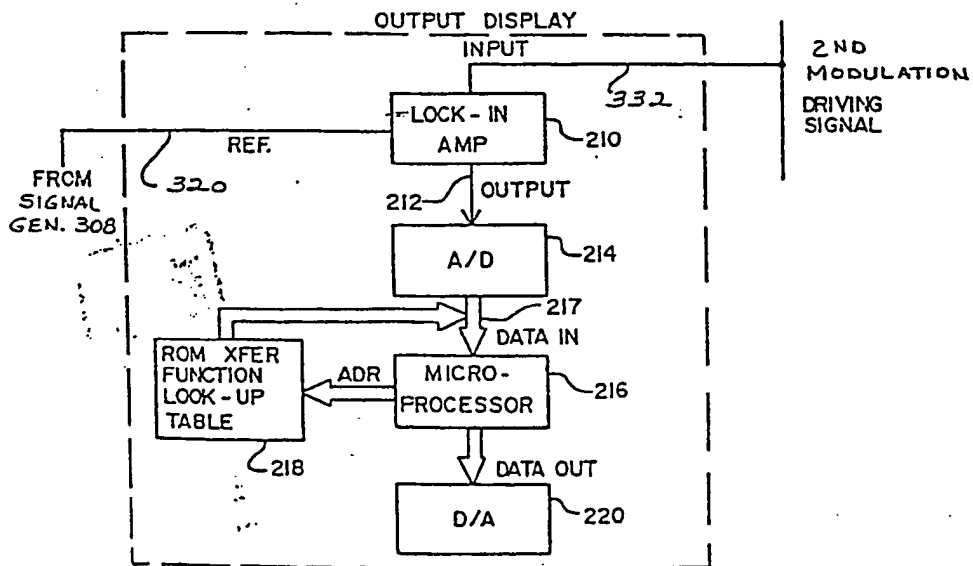 OUTPUT DISPLAY
INPUT
2ND
MODULATION
DRIVING
SIGNAL
332
LOCK-IN
AMP
210
REF.
320
FROM
SIGNAL
GEN. 308
212
OUTPUT
A/D
214
217
DATA IN
ROM XFER
FUNCTION
LOOK-UP
TABLE
ADR
MICRO-
PROCESSOR
216
218
DATA OUT
D/A
220